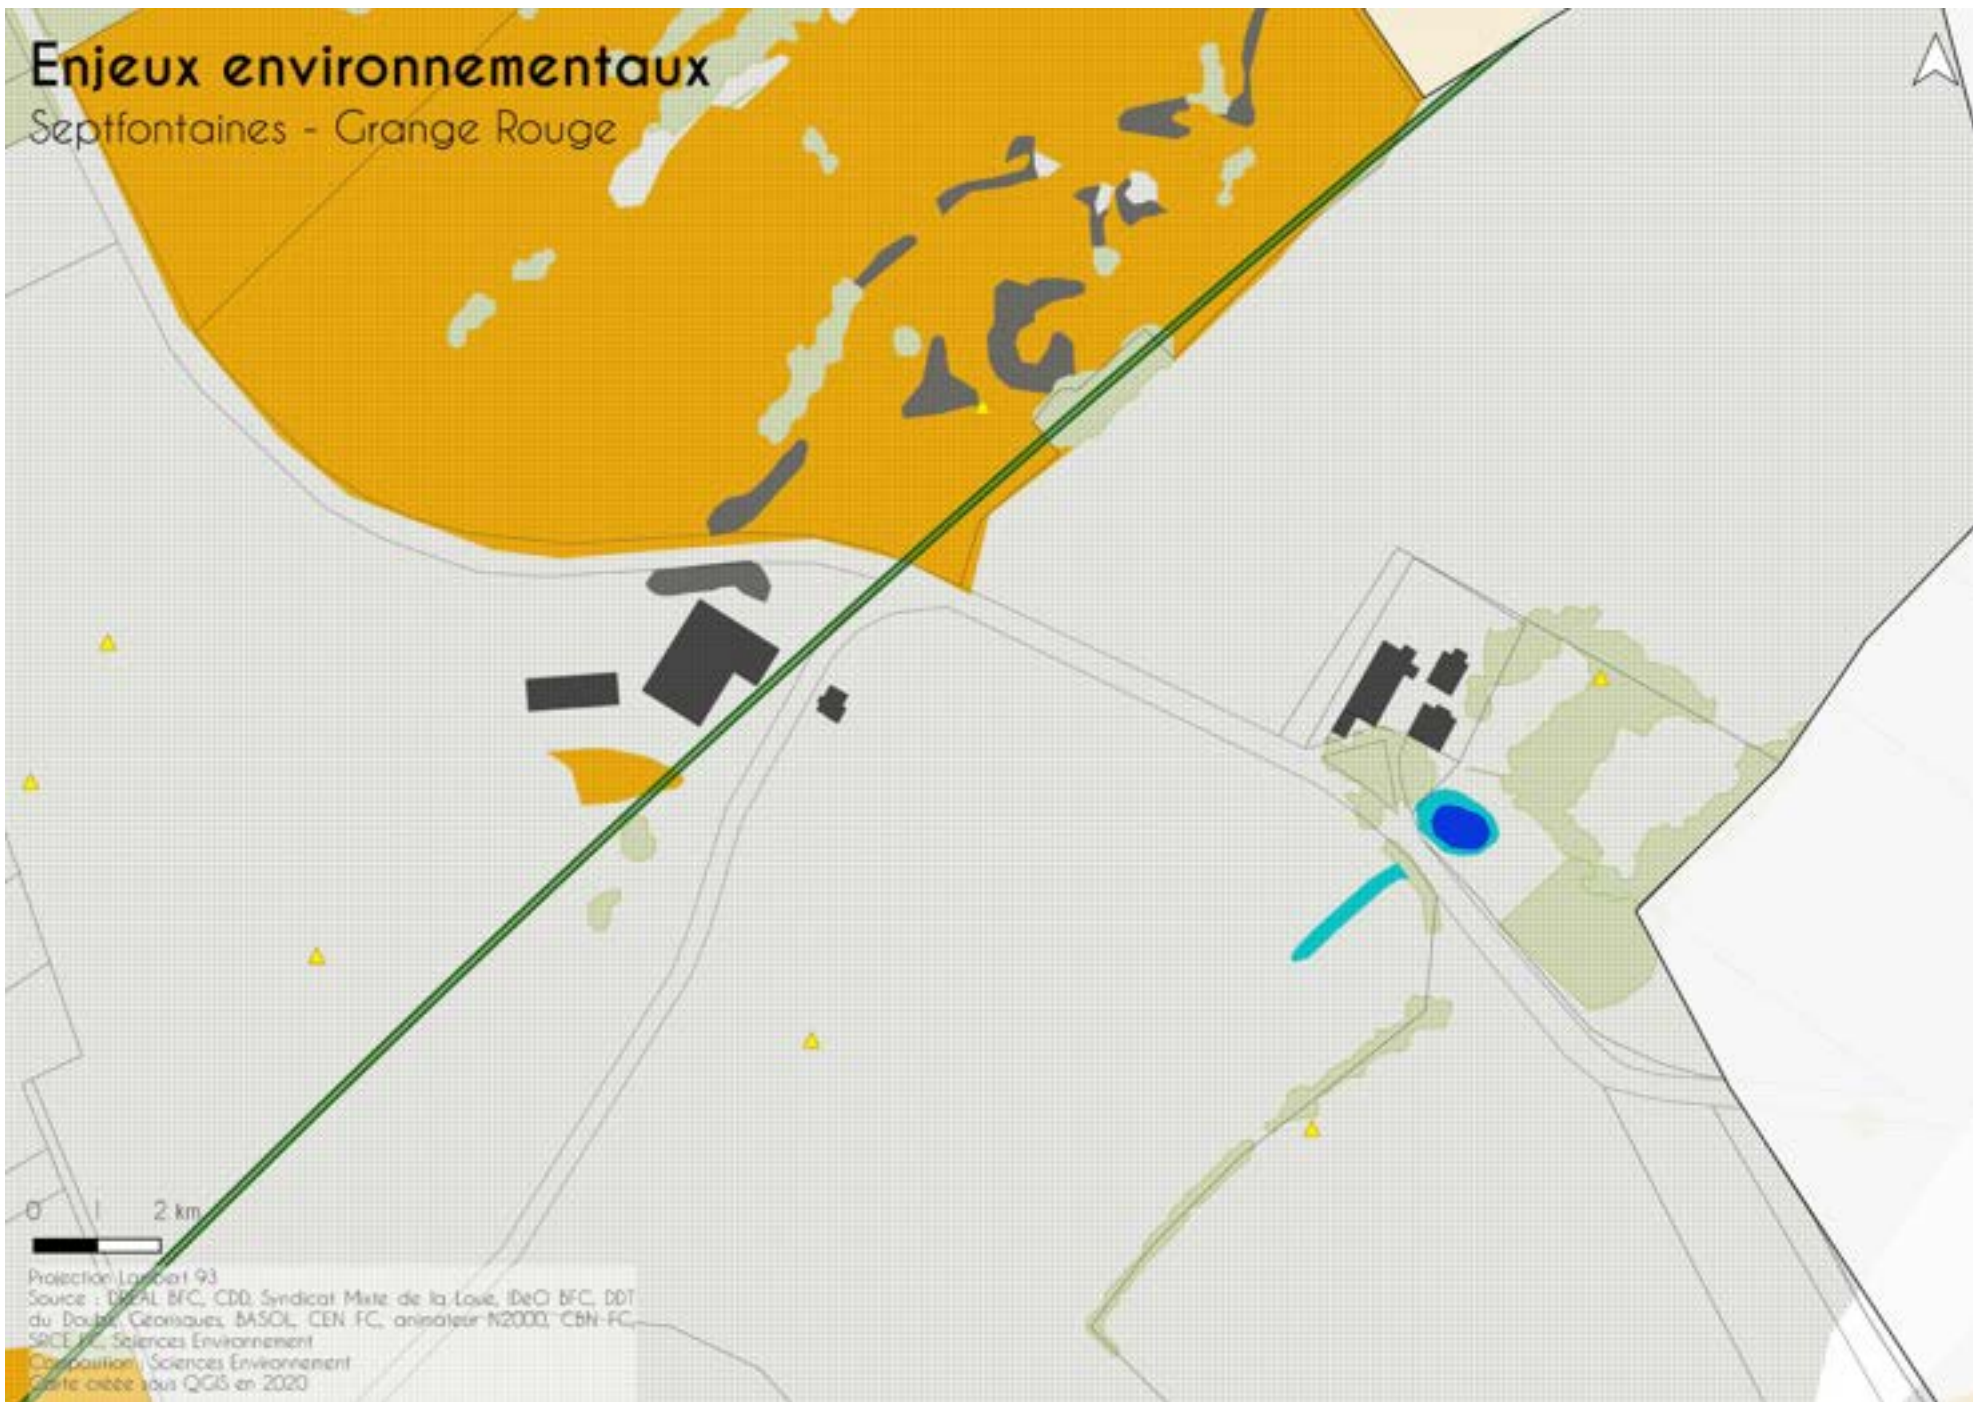 Enjeux environnementaux
Septfontaines - Grange Rouge
0 1 2 km
Projection Lambert 93
Source : DREAL BFC, CDD, Syndicat Mixte de la Loue, IDéO BFC, DDT
du Doubs, Géorisques, BASOL, CEN FC, animateur N2000, CBN FC,
SRCE FC, Sciences Environnement
Composition : Sciences Environnement
Carte créée sous QGIS en 2020